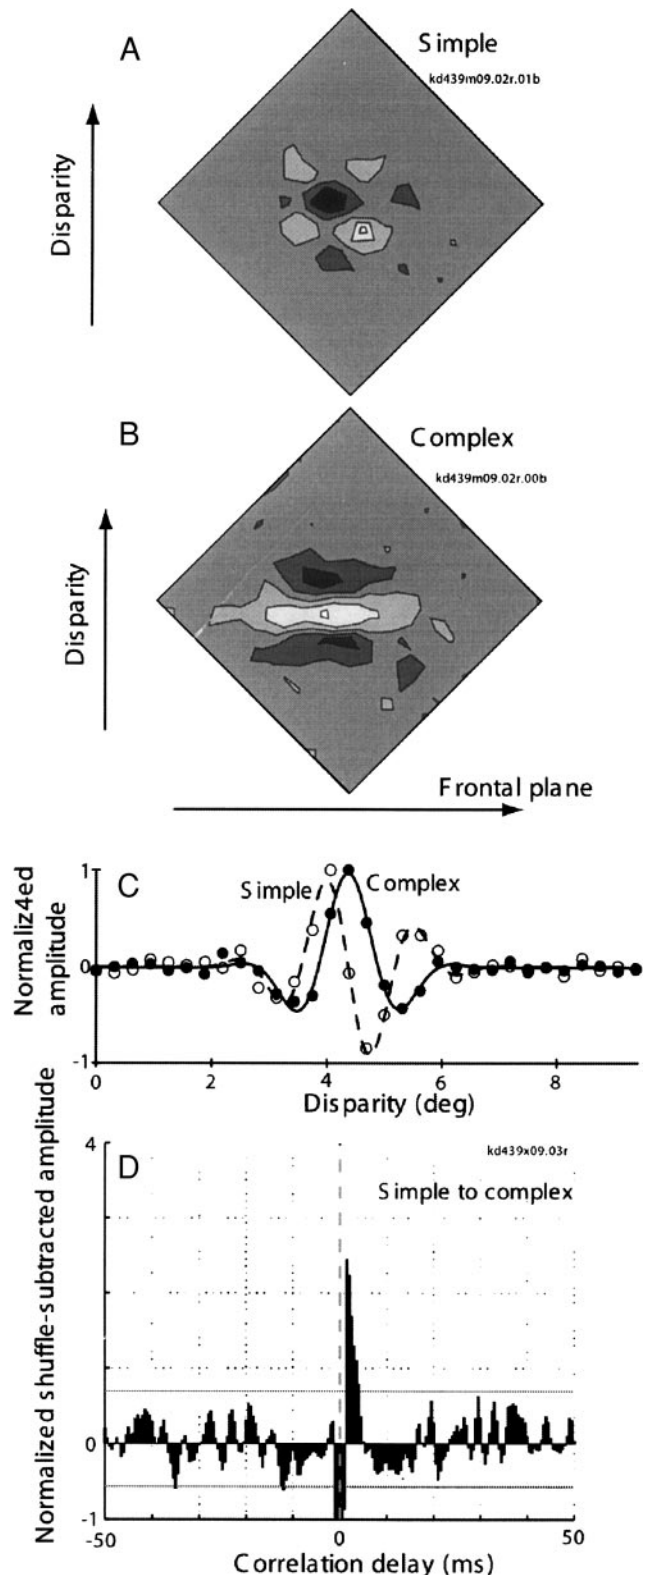 A
Simple
kd439m09.02r.01b
Disparity
B
Complex
kd439m09.02r.00b
Disparity
Frontal plane
C
Simple
Complex
Normaliz4ed
amplitude
1
0
-1
0 2 4 6 8
Disparity (deg)
D
kd439x09.03r
Simple to complex
Normalized shuffle-subtracted amplitude
4
0
-1
-50 0 50
Correlation delay (ms)